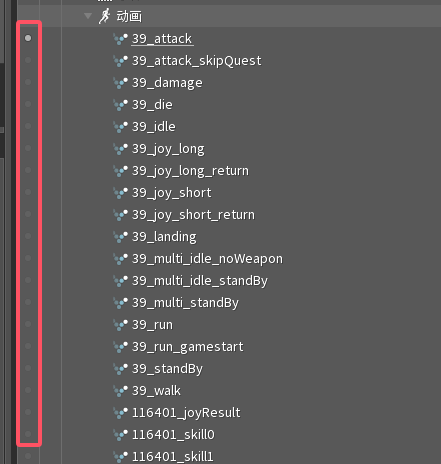 动画
39_attack
39_attack_skipQuest
39_damage
39_die
39_idle
39_joy_long
39_joy_long_return
39_joy_short
39_joy_short_return
39_landing
39_multi_idle_noWeapon
39_multi_idle_standBy
39_multi_standBy
39_run
39_run_gamestart
39_standBy
39_walk
116401_joyResult
116401_skill0
116401_skill1